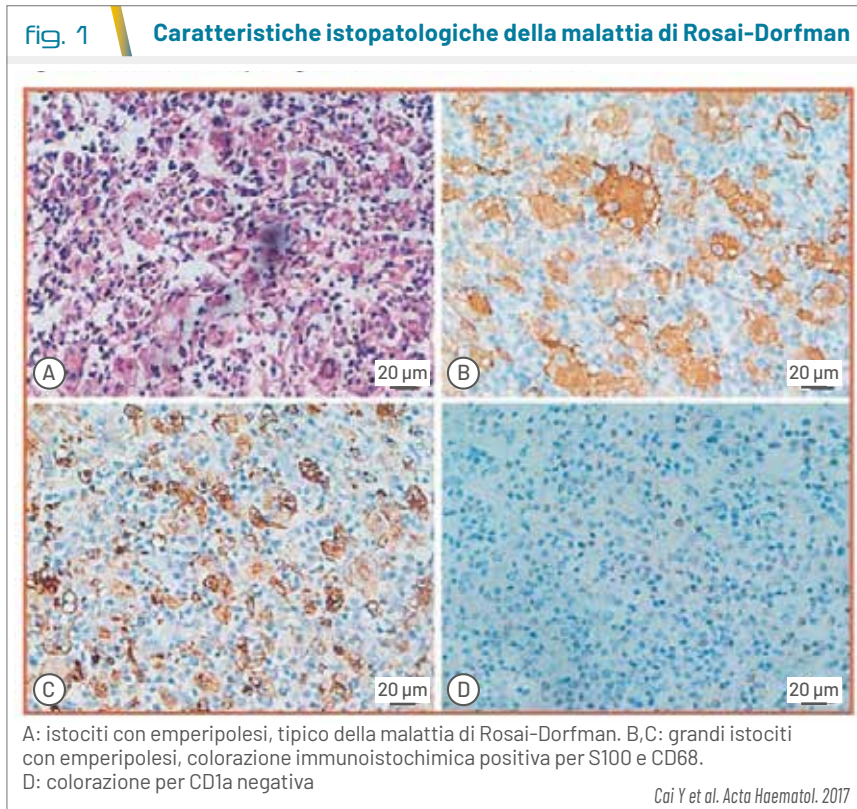 fig. 1
Caratteristiche istopatologiche della malattia di Rosai-Dorfman
A
20 µm
B
20 µm
C
20 µm
D
20 µm
A: istociti con emperipolesi, tipico della malattia di Rosai-Dorfman. B,C: grandi istociti
con emperipolesi, colorazione immunoistochimica positiva per S100 e CD68.
D: colorazione per CD1a negativa
Cai Y et al. Acta Haematol. 2017